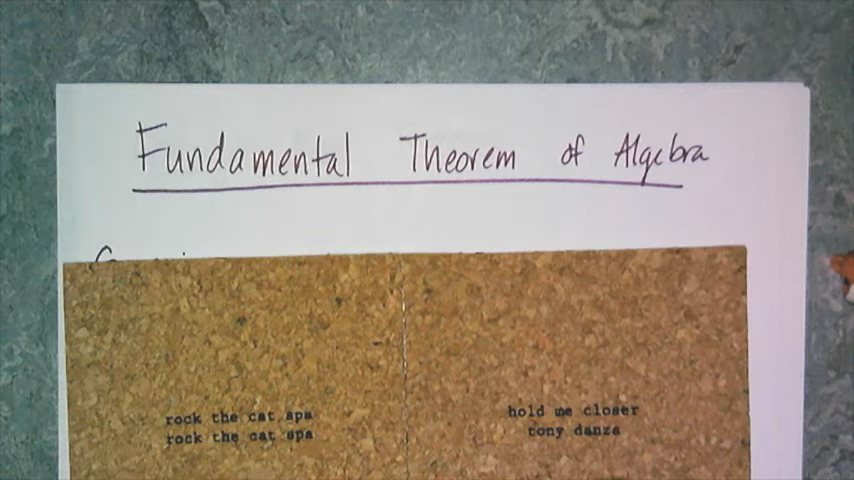 Fundamental Theorem of Algebra
rock the cat spa
rock the cat spa
hold me closer
tony danza